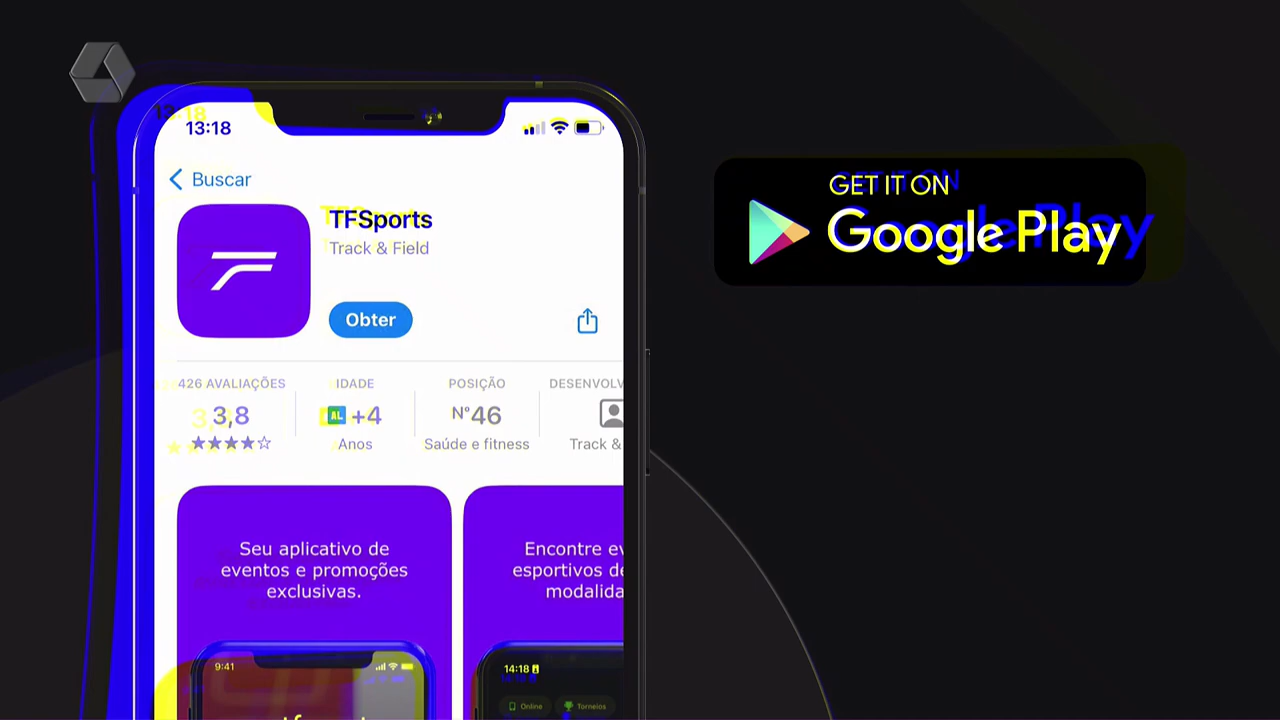 13:18
Buscar
TFSports
Track & Field
Obter
426 AVALIAÇÕES
3,8
IDADE
+4
Anos
POSIÇÃO
N°46
Saúde e fitness
DESENVOLV
Track &
Seu aplicativo de
eventos e promoções
exclusivas.
Encontre ev
esportivos de
modalida
9:41
14:18
Online
Torneios
GET IT ON
Google Play